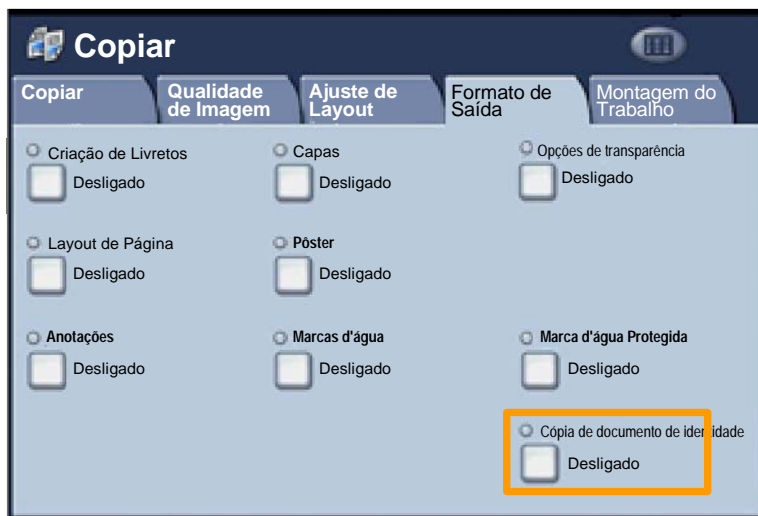 Copiar
Copiar
Qualidade
de Imagem
Ajuste de
Layout
Formato de
Saída
Montagem do
Trabalho
Criação de Livretos
Desligado
Capas
Desligado
Opções de transparência
Desligado
Layout de Página
Desligado
Pôster
Desligado
Anotações
Desligado
Marcas d'água
Desligado
Marca d'água Protegida
Desligado
Cópia de documento de identidade
Desligado